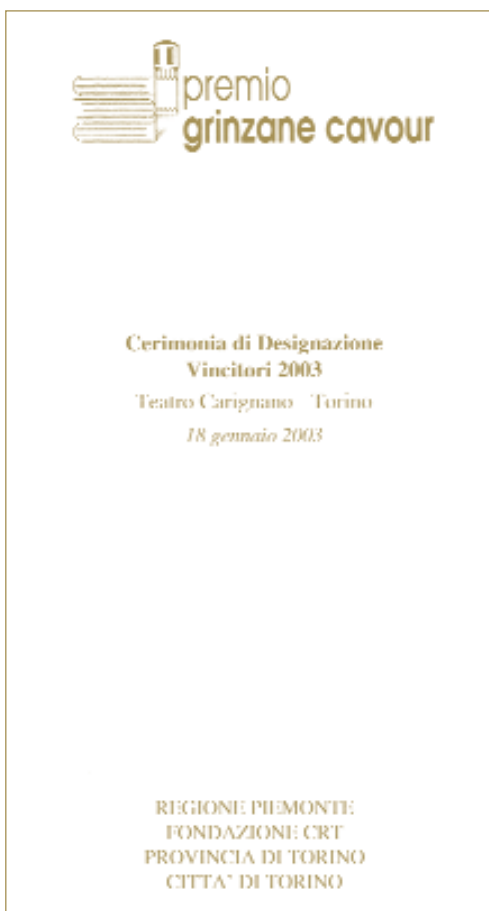 premio
grinzane cavour
Cerimonia di Designazione
Vincitori 2003
Teatro Carignano - Torino
18 gennaio 2003
REGIONE PIEMONTE
FONDAZIONE CRT
PROVINCIA DI TORINO
CITTA' DI TORINO